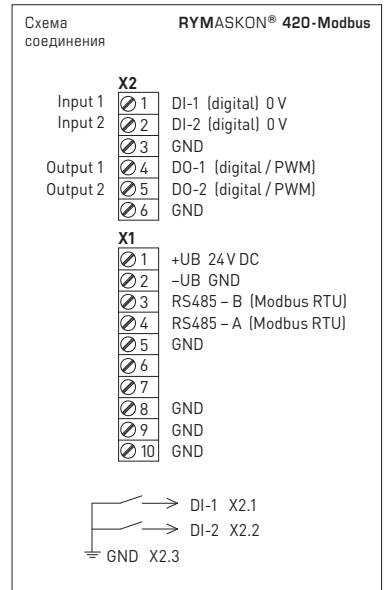 Схема RYMASKON® 420-Modbus
соединения
X2
Input 1 1 DI-1 (digital) 0 V
Input 2 2 DI-2 (digital) 0 V
3 GND
Output 1 4 DO-1 (digital / PWM)
Output 2 5 DO-2 (digital / PWM)
6 GND
X1
1 +UB 24V DC
2 –UB GND
3 RS485 – B (Modbus RTU)
4 RS485 – A (Modbus RTU)
5 GND
6
7
8 GND
9 GND
10 GND
DI-1 X2.1
DI-2 X2.2
GND X2.3